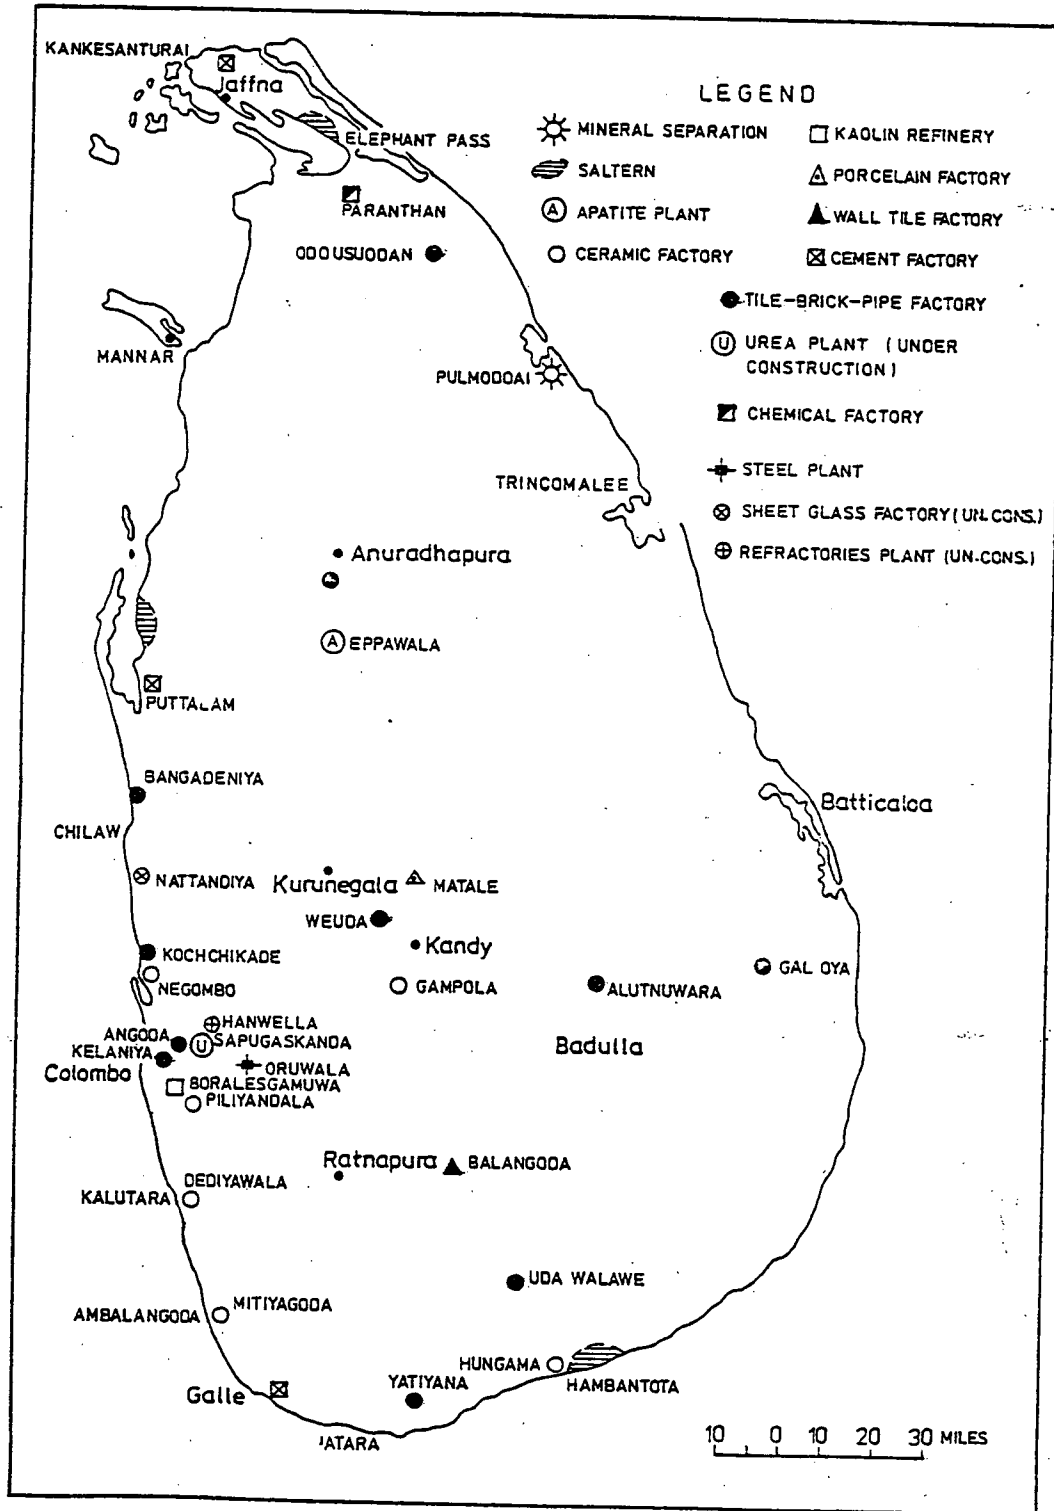 KANKESANTURAI
Jaffna
ELEPHANT PASS
PARANTHAN
ODOUSUODAN
MANNAR
PULMODDAI
TRINCOMALEE
Anuradhapura
A EPPAWALA
PUTTALAM
BANGADENIYA
CHILAW
NATTANDIYA
Kurunegala
MATALE
WEUDA
Kandy
KOCHCHIKADE
NEGOMBO
GAMPOLA
ALUTNUWARA
GAL OYA
Batticaloa
HANWELLA
ANGODA
U SAPUGASKANDA
KELANIYA
Colombo
ORUWALA
BORALESGAMUWA
PILIYANDALA
Badulla
Ratnapura
BALANGODA
DEDIYAWALA
KALUTARA
UDA WALAWE
MITIYAGODA
AMBALANGODA
HUNGAMA
HAMBANTOTA
YATIYANA
Galle
JATARA
LEGEND
MINERAL SEPARATION
SALTERN
A APATITE PLANT
CERAMIC FACTORY
KAOLIN REFINERY
PORCELAIN FACTORY
WALL TILE FACTORY
CEMENT FACTORY
TILE-BRICK-PIPE FACTORY
U UREA PLANT (UNDER
CONSTRUCTION)
CHEMICAL FACTORY
STEEL PLANT
SHEET GLASS FACTORY (UN.CONS.)
REFRACTORIES PLANT (UN.CONS.)
10 0 10 20 30 MILES